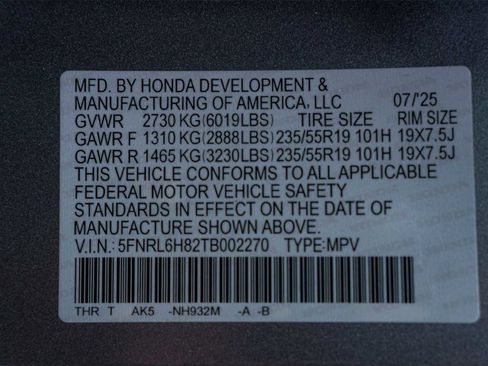 MFD. BY HONDA DEVELOPMENT &
MANUFACTURING OF AMERICA, LLC 07/'25
GVWR 2730 KG(6019LBS) TIRE SIZE RIM SIZE
GAWR F 1310 KG(2888LBS) 235/55R19 101H 19X7.5J
GAWR R 1465 KG(3230LBS) 235/55R19 101H 19X7.5J
THIS VEHICLE CONFORMS TO ALL APPLICABLE
FEDERAL MOTOR VEHICLE SAFETY
STANDARDS IN EFFECT ON THE DATE OF
MANUFACTURE SHOWN ABOVE.
V.I.N.: 5FNRL6H82TB002270 TYPE:MPV
THR T AK5 -NH932M -A -B